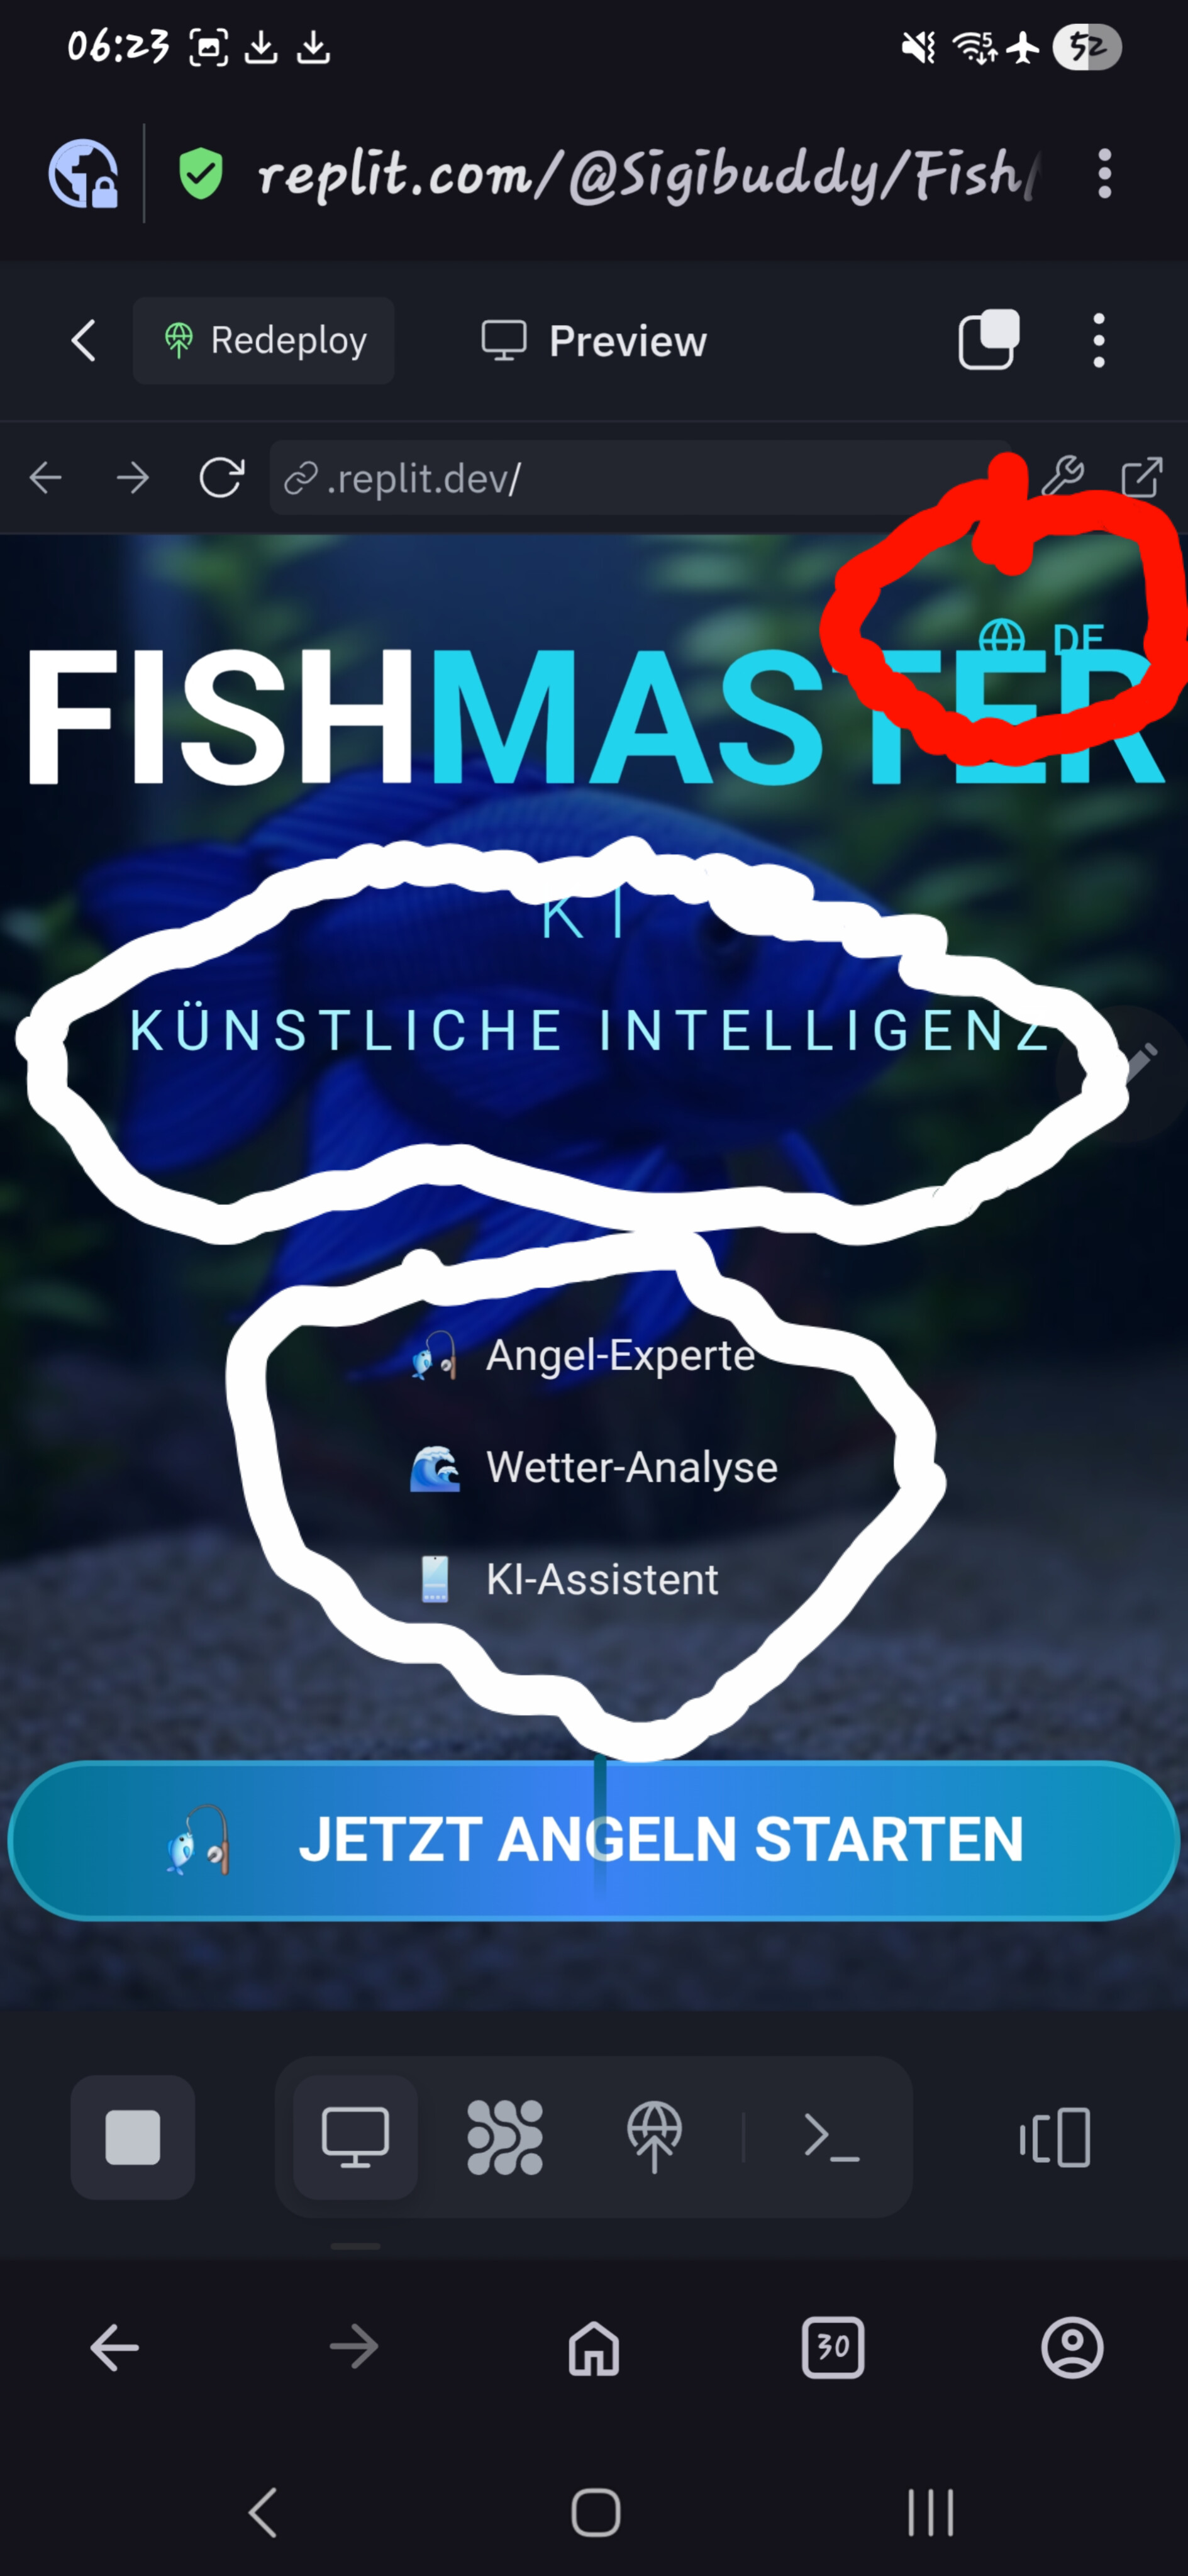 06:23 5 52
replit.com/@Sigibuddy/Fish
Redeploy Preview
.replit.dev/
DE
FISHMASTER
KI
KÜNSTLICHE INTELLIGENZ
Angel-Experte
Wetter-Analyse
KI-Assistent
JETZT ANGELN STARTEN
30